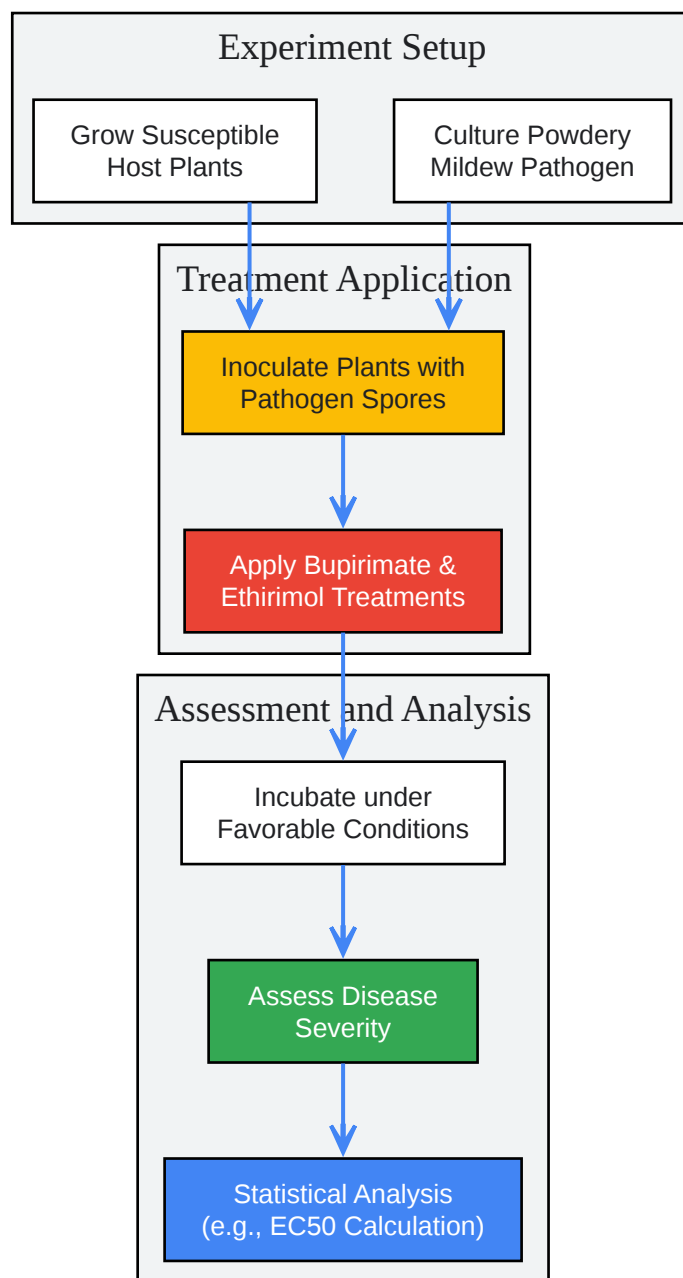 Experiment Setup
Grow Susceptible
Host Plants
Culture Powdery
Mildew Pathogen
Treatment Application
Inoculate Plants with
Pathogen Spores
Apply Bupirimate &
Ethirimol Treatments
Assessment and Analysis
Incubate under
Favorable Conditions
Assess Disease
Severity
Statistical Analysis
(e.g., EC50 Calculation)